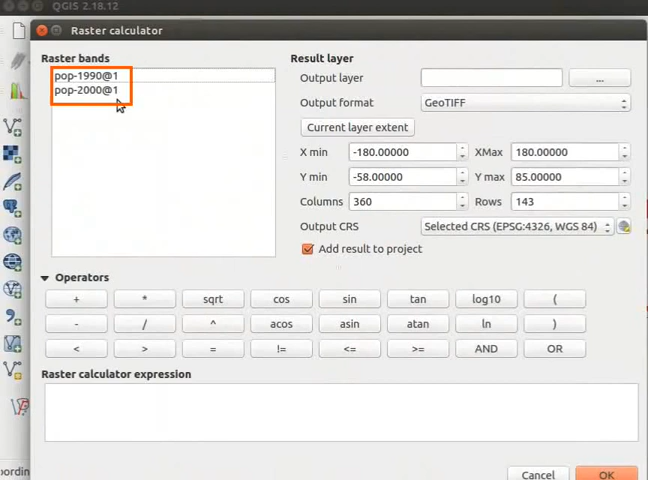 QGIS 2.18.12
Raster calculator
Raster bands
pop-1990@1
pop-2000@1
Result layer
Output layer
...
Output format GeoTIFF
Current layer extent
X min -180.00000 XMax 180.00000
Y min -58.00000 Y max 85.00000
Columns 360 Rows 143
Output CRS Selected CRS (EPSG:4326, WGS 84)
Add result to project
Operators
+ * sqrt cos sin tan log10 (
- / ^ acos asin atan ln )
< > = != <= >= AND OR
Raster calculator expression
Cancel OK
oordin